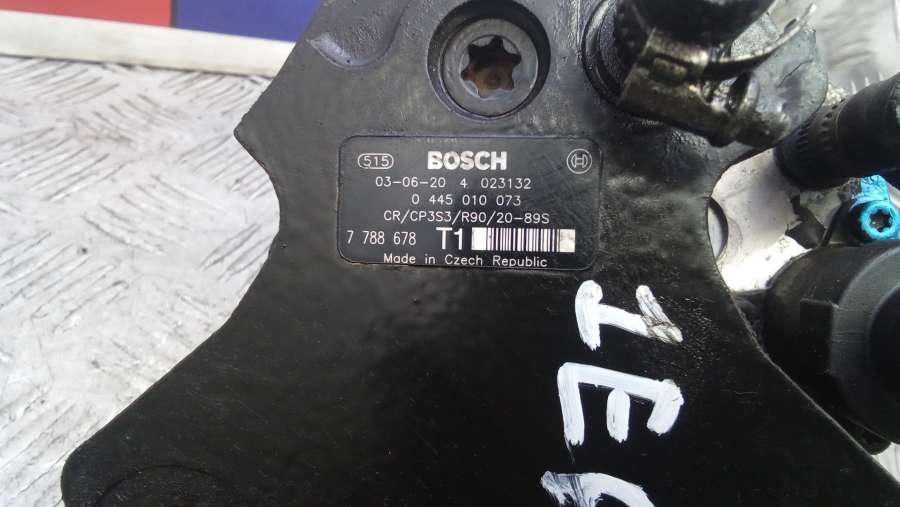 515 BOSCH
03-06-20 4 023132
0 445 010 073
CR/CP3S3/R90/20-89S
7 788 678 T1
Made in Czech Republic